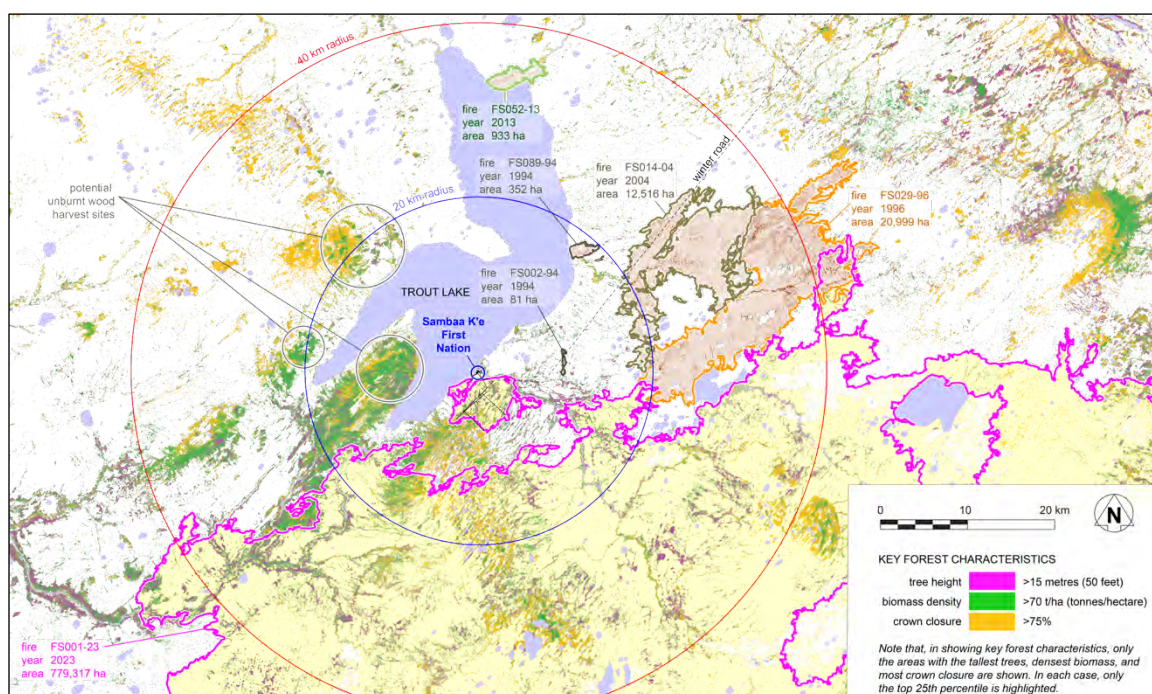 40 km radius
fire FS052-13
year 2013
area 933 ha
fire FS089-94
year 1994
area 352 ha
fire FS014-04
year 2004
area 12,516 ha
winter road
fire FS029-96
year 1996
area 20,999 ha
potential
unburnt wood
harvest sites
20 km radius
TROUT LAKE
fire FS002-94
year 1994
area 81 ha
Sambaa K'e
First
Nation
fire FS001-23
year 2023
area 779,317 ha
0 10 20 km
N
KEY FOREST CHARACTERISTICS
tree height >15 metres (50 feet)
biomass density >70 t/ha (tonnes/hectare)
crown closure >75%
Note that, in showing key forest characteristics, only
the areas with the tallest trees, densest biomass, and
most crown closure are shown. In each case, only
the top 25th percentile is highlighted.